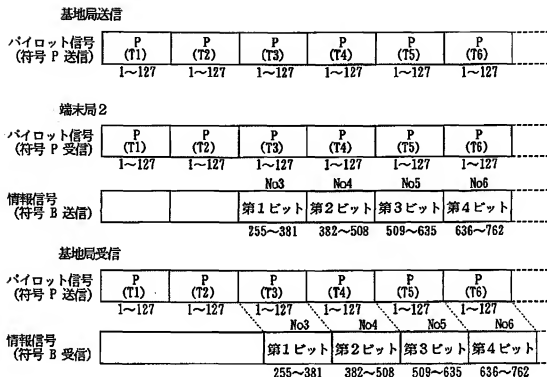 基地局送信
パイロット信号
(符号 P 送信)
P P P P P P
(T1) (T2) (T3) (T4) (T5) (T6)
1~127 1~127 1~127 1~127 1~127 1~127
端末局2
パイロット信号
(符号 P 受信)
P P P P P P
(T1) (T2) (T3) (T4) (T5) (T6)
1~127 1~127 1~127 1~127 1~127 1~127
No3 No4 No5 No6
情報信号
(符号 B 送信)
第1ビット 第2ビット 第3ビット 第4ビット
255~381 382~508 509~635 636~762
基地局受信
パイロット信号
(符号 P 送信)
P P P P P P
(T1) (T2) (T3) (T4) (T5) (T6)
1~127 1~127 1~127 1~127 1~127 1~127
No3 No4 No5 No6
情報信号
(符号 B 受信)
第1ビット 第2ビット 第3ビット 第4ビット
255~381 382~508 509~635 636~762